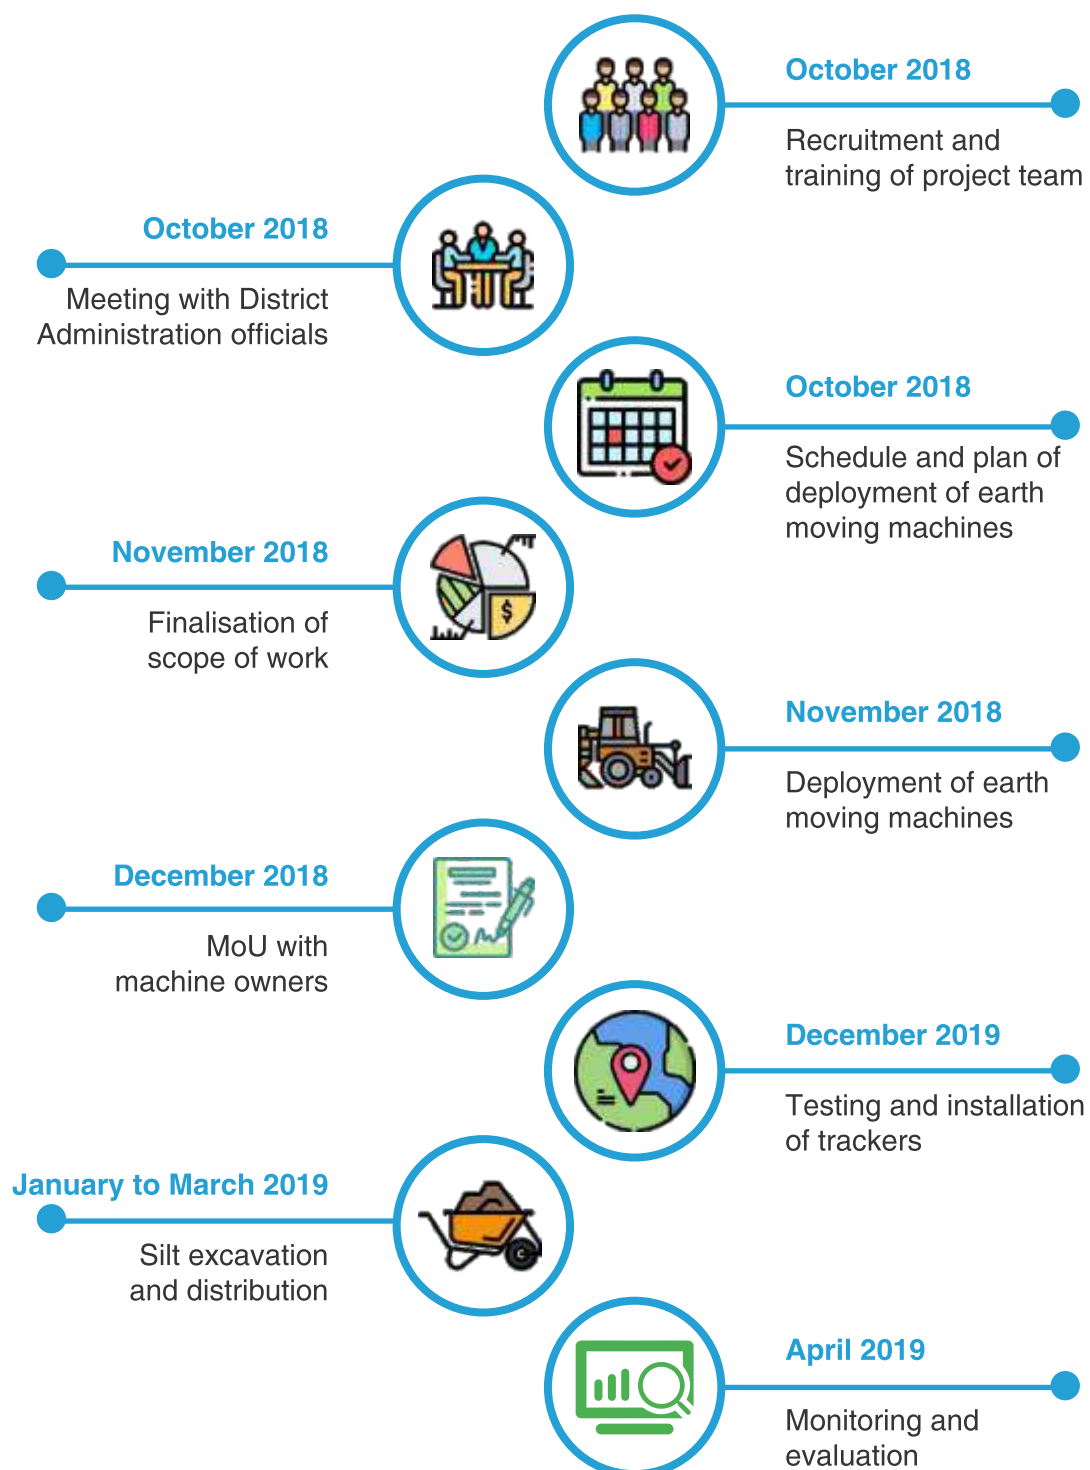 October 2018
Recruitment and
training of project team
October 2018
Meeting with District
Administration officials
October 2018
Schedule and plan of
deployment of earth
moving machines
November 2018
Finalisation of
scope of work
$
November 2018
Deployment of earth
moving machines
December 2018
MoU with
machine owners
December 2019
Testing and installation
of trackers
January to March 2019
Silt excavation
and distribution
April 2019
Monitoring and
evaluation